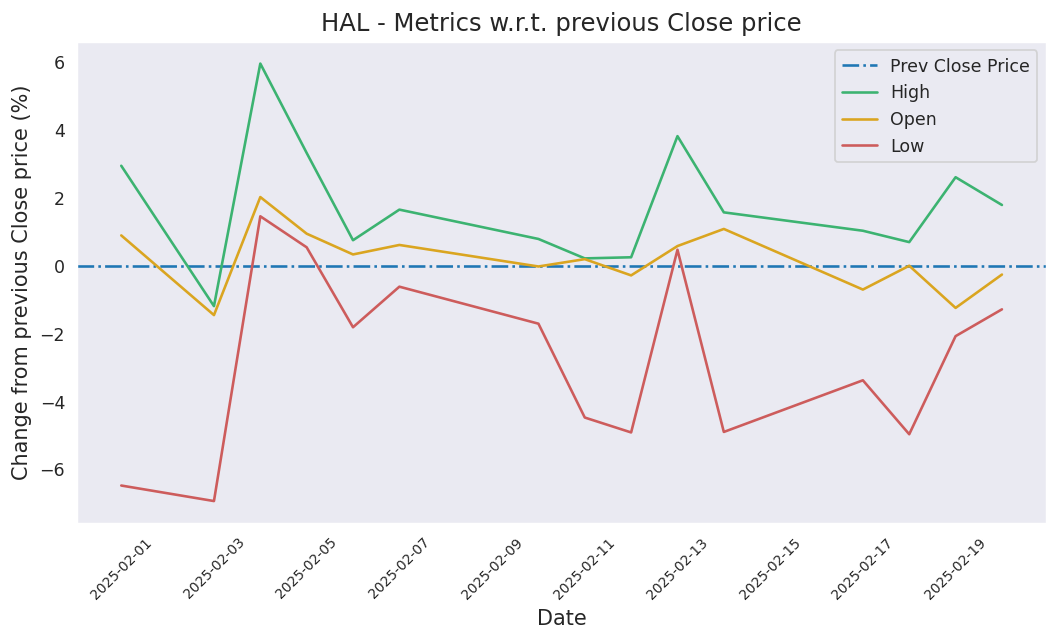 HAL - Metrics w.r.t. previous Close price
Change from previous Close price (%)
6
4
2
0
−2
−4
−6
Prev Close Price
High
Open
Low
2025-02-01
2025-02-03
2025-02-05
2025-02-07
2025-02-09
2025-02-11
2025-02-13
2025-02-15
2025-02-17
2025-02-19
Date